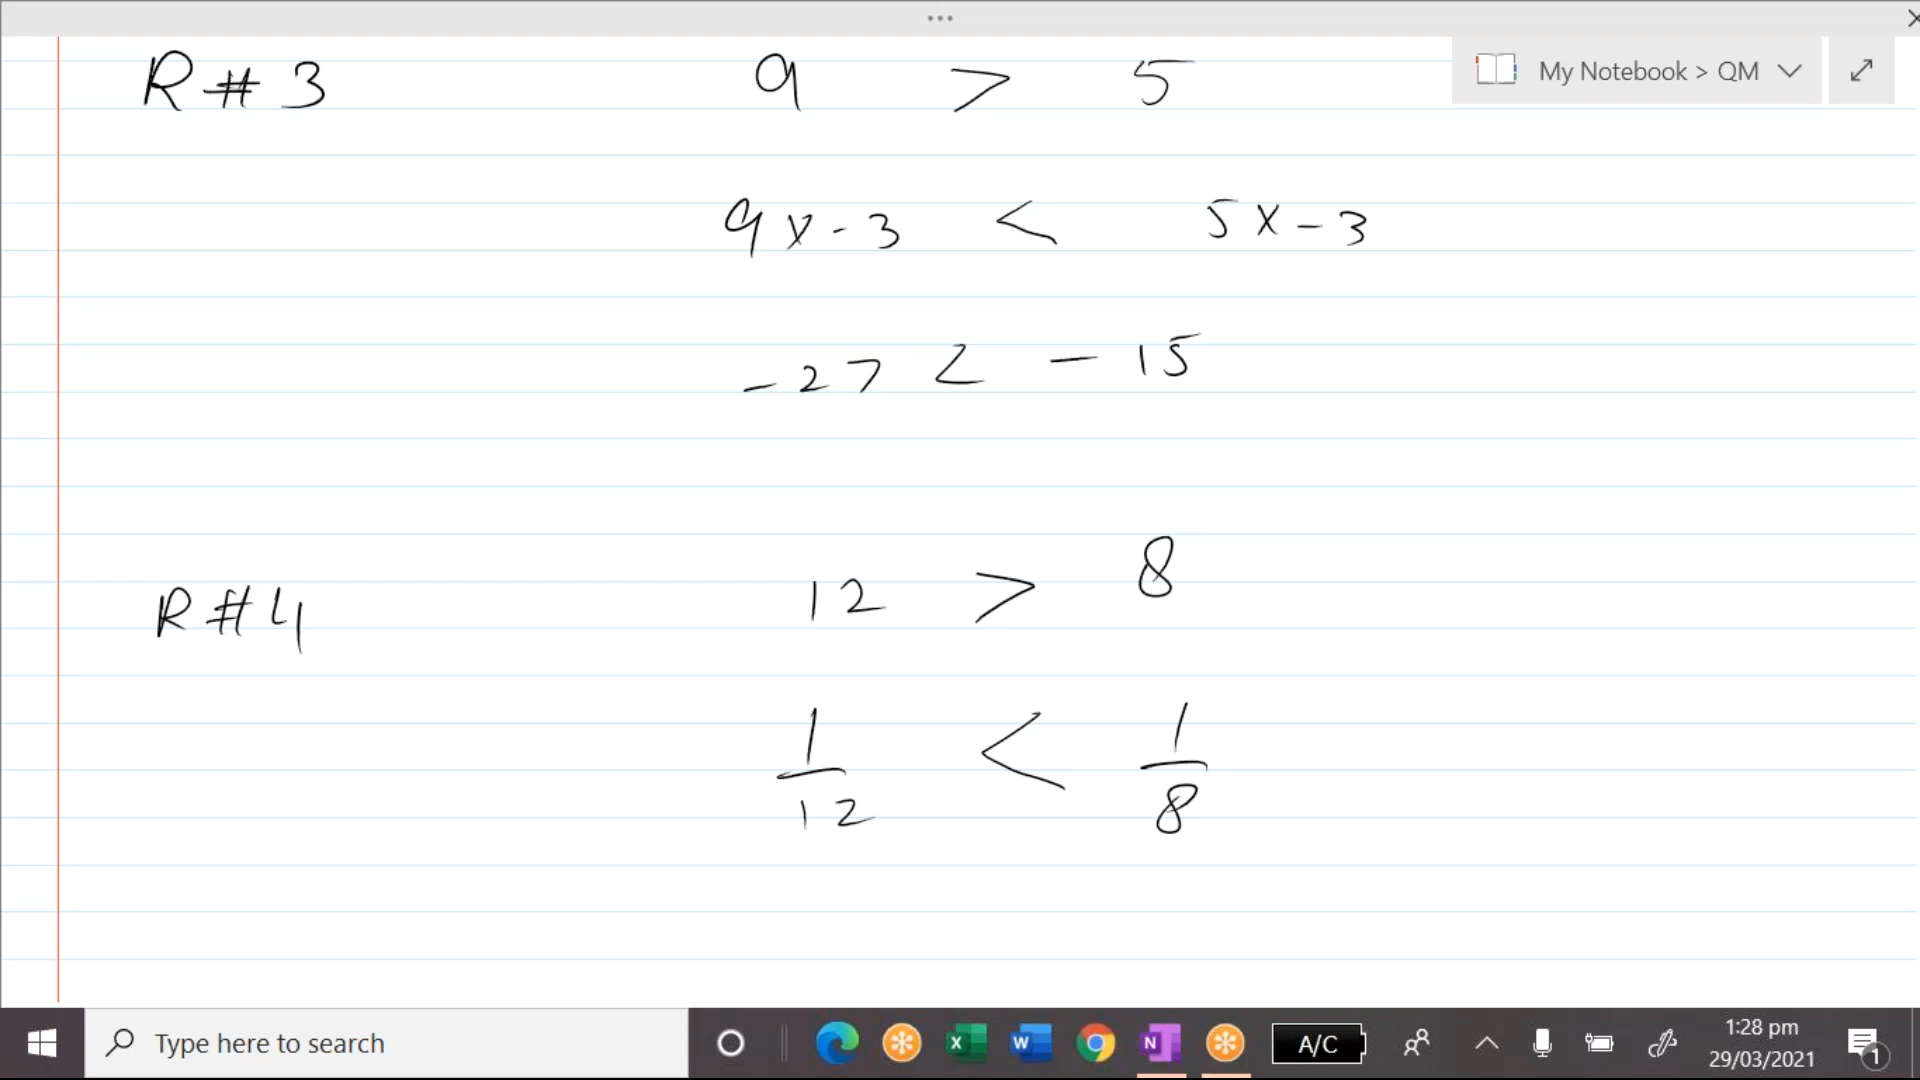 ...
R # 3 9 > 5
My Notebook > QM
9 x - 3 < 5 x - 3
- 27 < - 15
R # 4 12 > 8
1/12 < 1/8
Type here to search
A/C
1:28 pm
29/03/2021
1